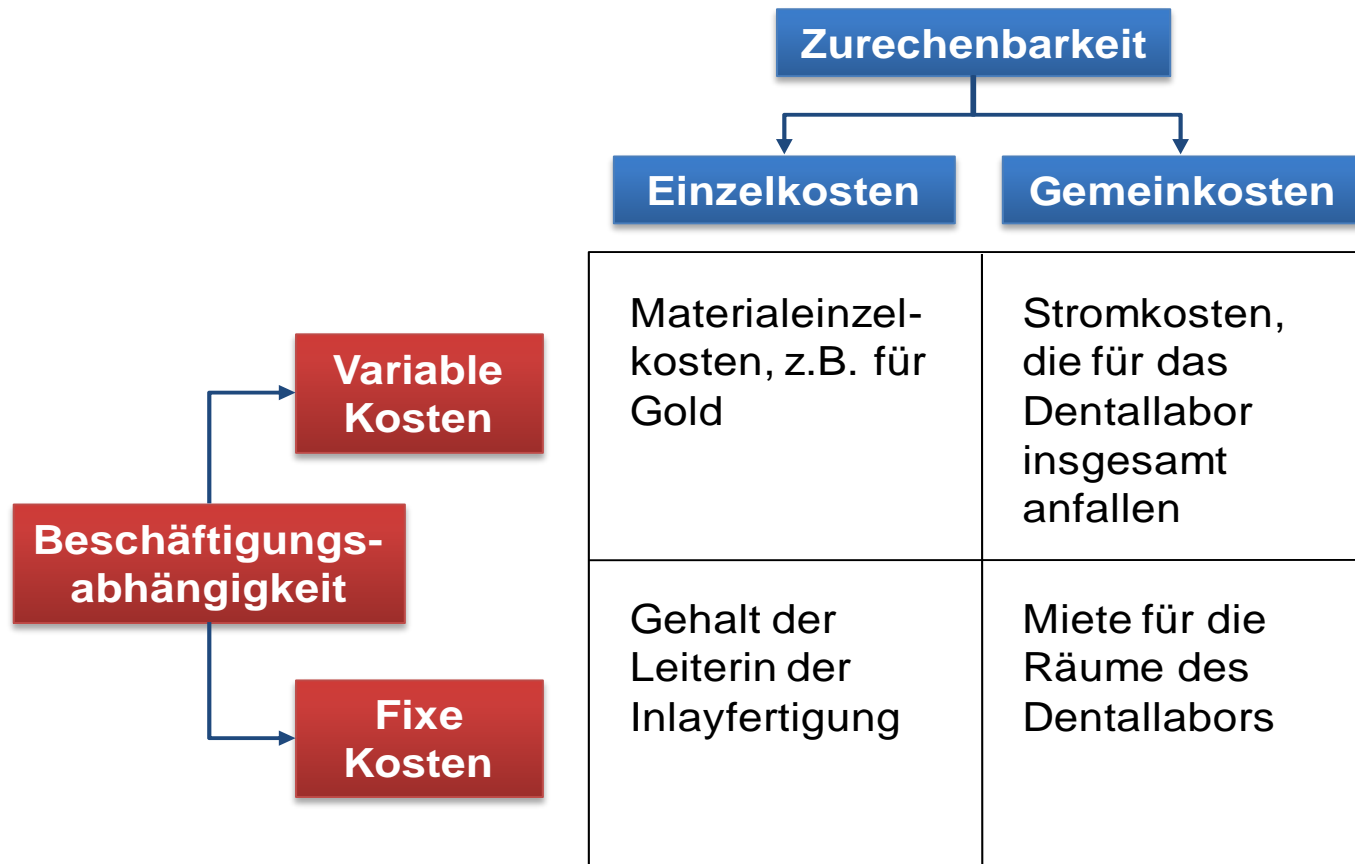 Zurechenbarkeit
Einzelkosten
Gemeinkosten
Variable
Kosten
Materialeinzel-
kosten, z.B. für
Gold
Stromkosten,
die für das
Dentallabor
insgesamt
anfallen
Beschäftigungs-
abhängigkeit
Fixe
Kosten
Gehalt der
Leiterin der
Inlayfertigung
Miete für die
Räume des
Dentallabors